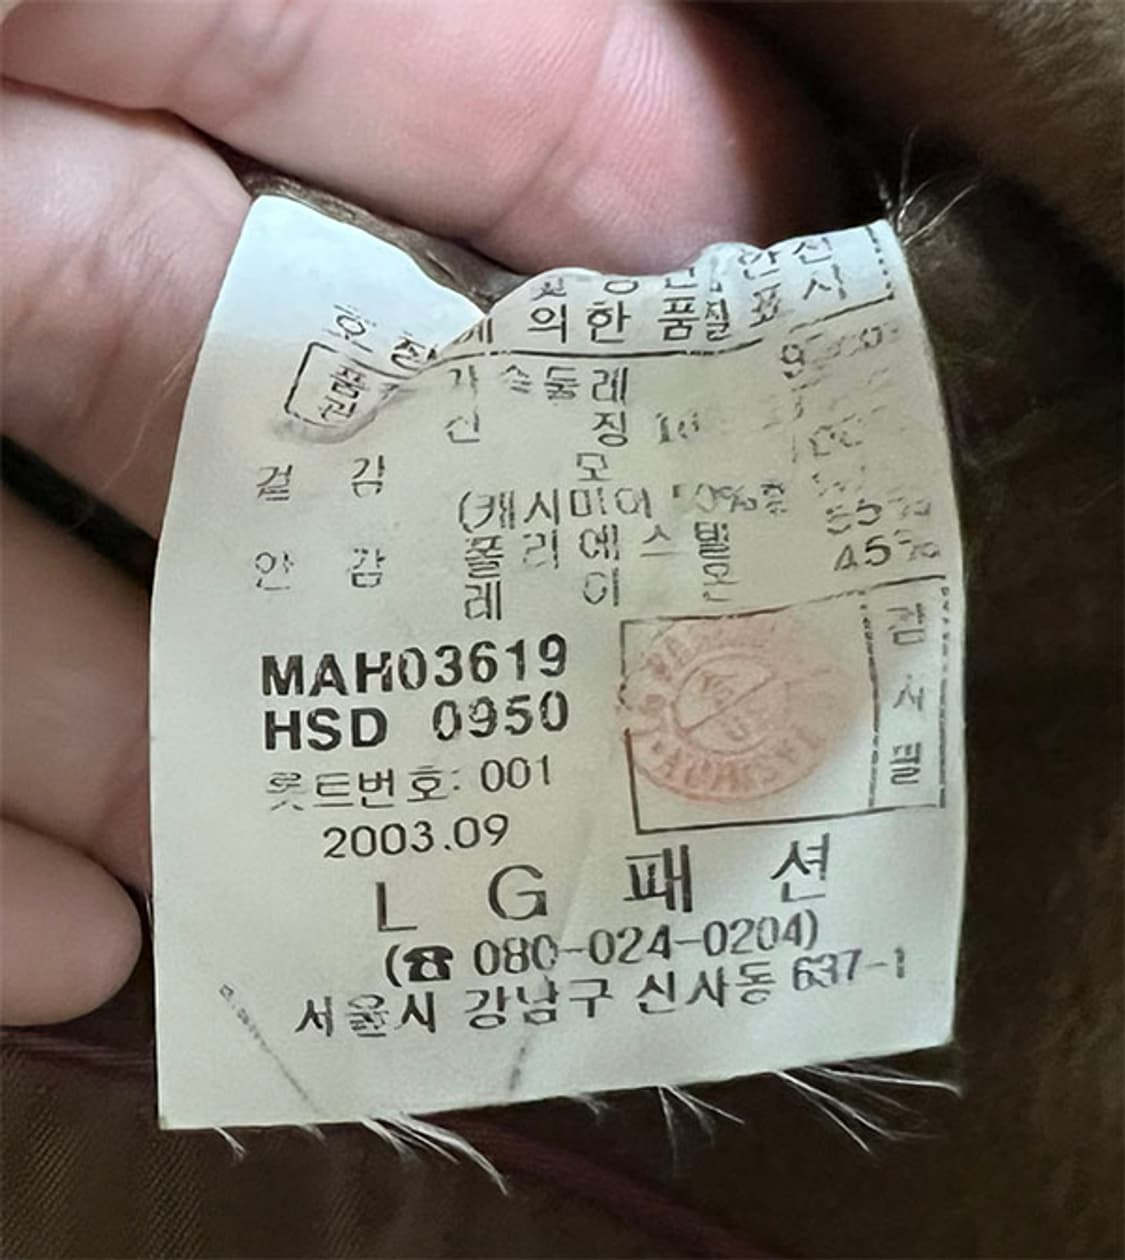 의한 품질표시
가슴둘레
신 장
겉 감 모
(캐시미어
안 감 폴리에스텔 55%
레이온 45%
MAH03619
HSD 0950
롯트번호: 001
2003.09
검사필
LG패션
(☎ 080-024-0204)
서울시 강남구 신사동 637-1